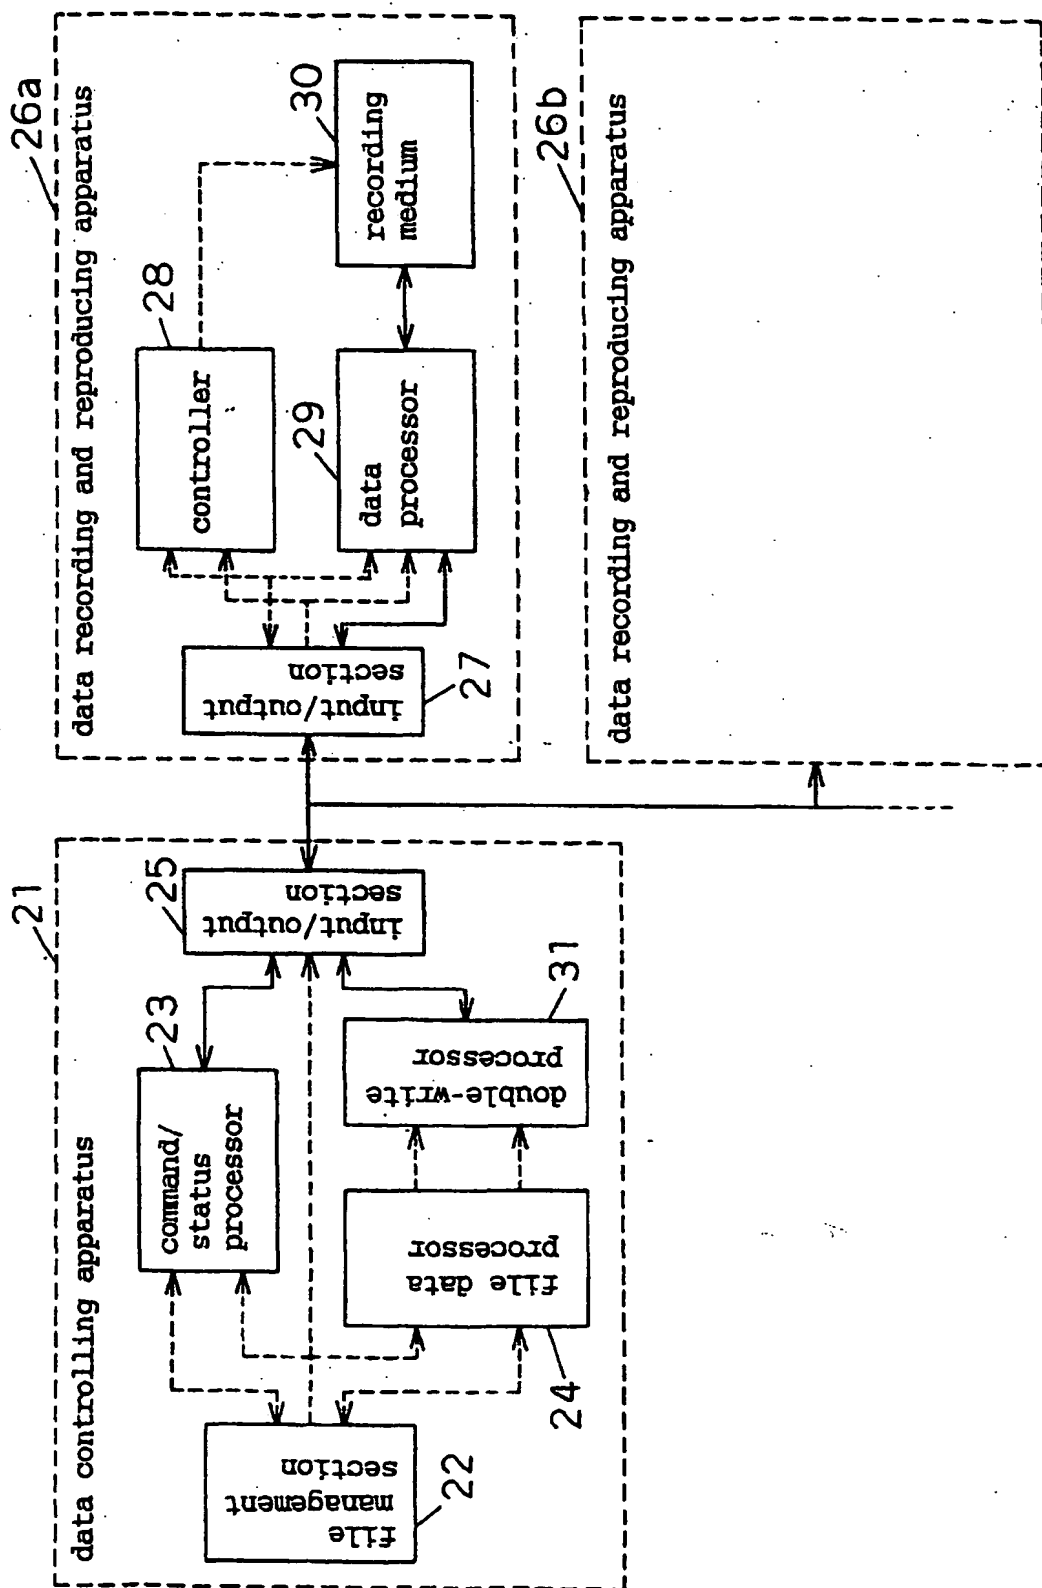 21
data controlling apparatus
file
management
section
22
command/
status
processor
23
file data
processor
24
double-write
processor
31
input/output
section
25
26a
data recording and reproducing apparatus
input/output
section
27
controller
28
data
processor
29
recording
medium
30
26b
data recording and reproducing apparatus